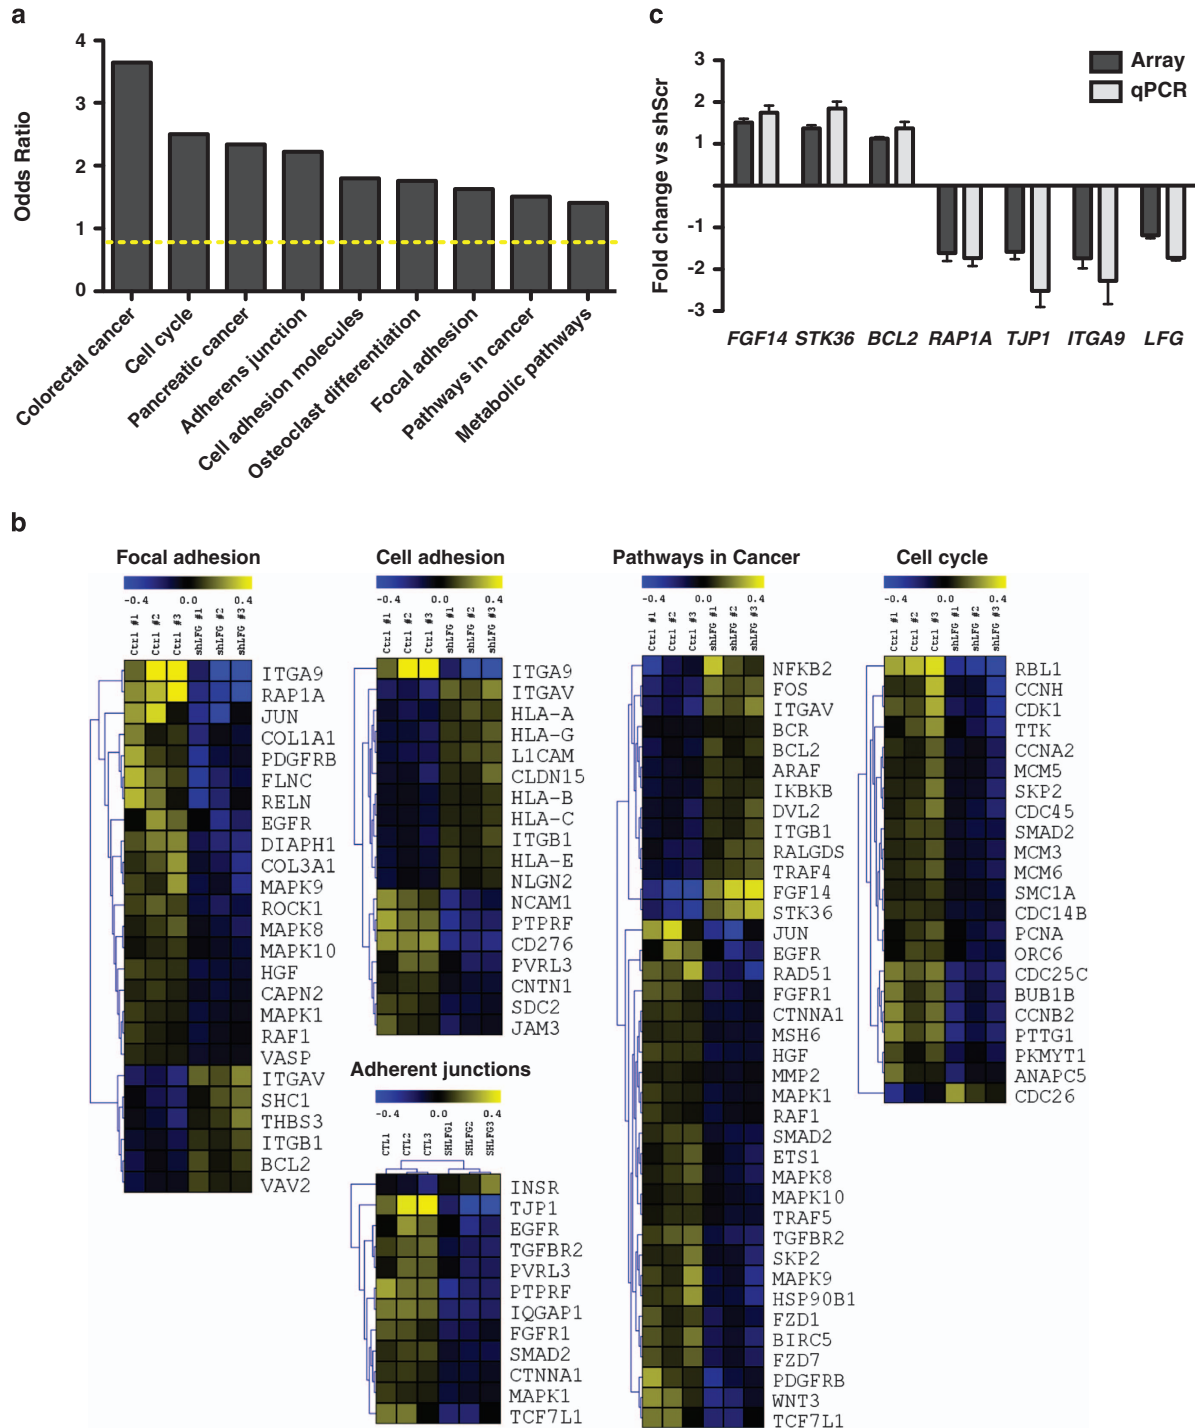 a
Odds Ratio
4
3
2
1
0
Colorectal cancer
Cell cycle
Pancreatic cancer
Adherens junction
Cell adhesion molecules
Osteoclast differentiation
Focal adhesion
Pathways in cancer
Metabolic pathways
c
Fold change vs shScr
3
2
1
-1
-2
-3
Array
qPCR
FGF14 STK36 BCL2 RAP1A TJP1 ITGA9 LFG
b
Focal adhesion
-0.4 0.0 0.4
Ctrl #1
Ctrl #2
Ctrl #3
shLFG #1
shLFG #2
shLFG #3
ITGA9
RAP1A
JUN
COL1A1
PDGFRB
FLNC
RELN
EGFR
DIAPH1
COL3A1
MAPK9
ROCK1
MAPK8
MAPK10
HGF
CAPN2
MAPK1
RAF1
VASP
ITGAV
SHC1
THBS3
ITGB1
BCL2
VAV2
Cell adhesion
-0.4 0.0 0.4
Ctrl #1
Ctrl #2
Ctrl #3
shLFG #1
shLFG #2
shLFG #3
ITGA9
ITGAV
HLA-A
HLA-G
L1CAM
CLDN15
HLA-B
HLA-C
ITGB1
HLA-E
NLGN2
NCAM1
PTPRF
CD276
PVRL3
CNTN1
SDC2
JAM3
Adherent junctions
-0.4 0.0 0.4
CTL1
CTL2
CTL3
SHLFG1
SHLFG2
SHLFG3
INSR
TJP1
EGFR
TGFBR2
PVRL3
PTPRF
IQGAP1
FGFR1
SMAD2
CTNNA1
MAPK1
TCF7L1
Pathways in Cancer
-0.4 0.0 0.4
Ctrl #1
Ctrl #2
Ctrl #3
shLFG #1
shLFG #2
shLFG #3
NFKB2
FOS
ITGAV
BCR
BCL2
ARAF
IKBKB
DVL2
ITGB1
RALGDS
TRAF4
FGF14
STK36
JUN
EGFR
RAD51
FGFR1
CTNNA1
MSH6
HGF
MMP2
MAPK1
RAF1
SMAD2
ETS1
MAPK8
MAPK10
TRAF5
TGFBR2
SKP2
MAPK9
HSP90B1
FZD1
BIRC5
FZD7
PDGFRB
WNT3
TCF7L1
Cell cycle
-0.4 0.0 0.4
Ctrl #1
Ctrl #2
Ctrl #3
shLFG #1
shLFG #2
shLFG #3
RBL1
CCNH
CDK1
TTK
CCNA2
MCM5
SKP2
CDC45
SMAD2
MCM3
MCM6
SMC1A
CDC14B
PCNA
ORC6
CDC25C
BUB1B
CCNB2
PTTG1
PKMYT1
ANAPC5
CDC26